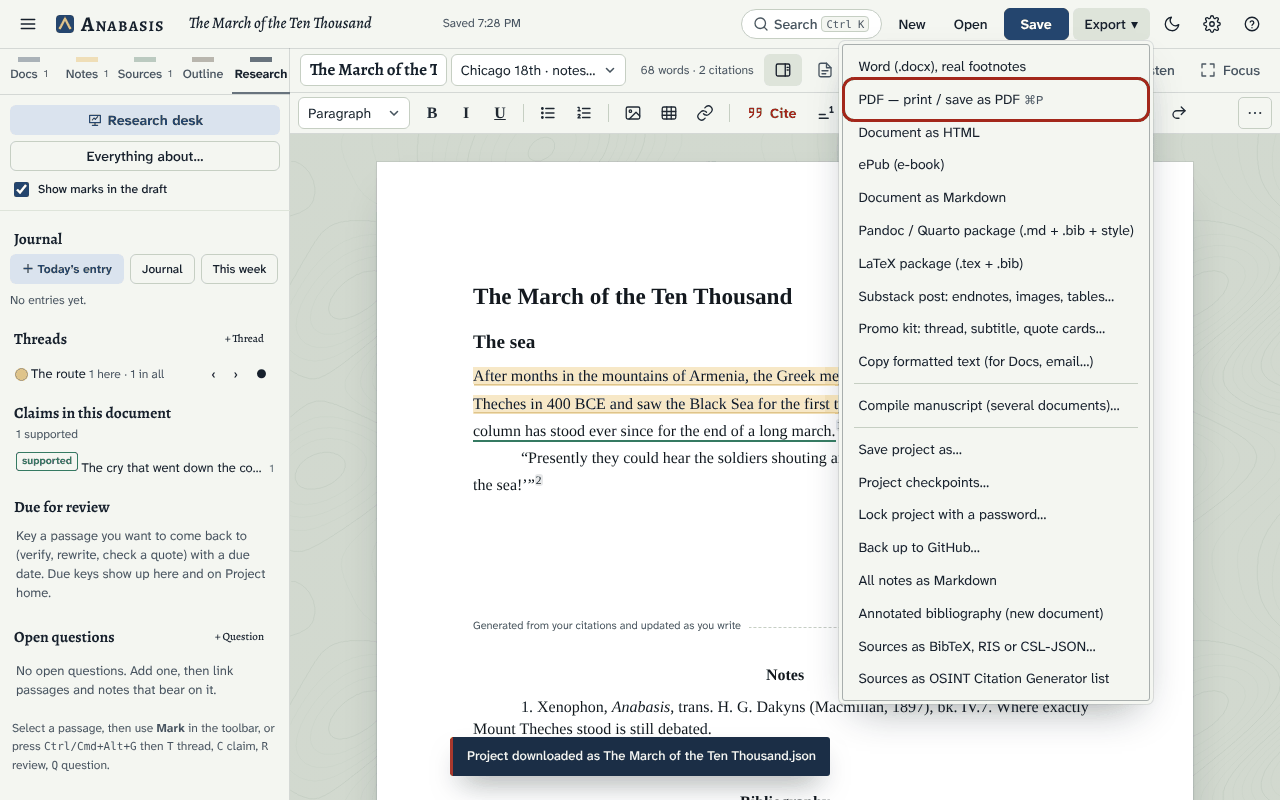 Anabasis
The March of the Ten Thousand
Saved 7:28 PM
Search Ctrl K
New
Open
Save
Export ▾
Docs 1
Notes 1
Sources 1
Outline
Research
The March of the T
Chicago 18th · notes...
68 words · 2 citations
Focus
Paragraph
B
I
U
Cite
Research desk
Everything about…
Show marks in the draft
Journal
+ Today's entry
Journal
This week
No entries yet.
Threads
+ Thread
The route 1 here · 1 in all
‹ ›
Claims in this document
1 supported
supported The cry that went down the co… 1
Due for review
Key a passage you want to come back to
(verify, rewrite, check a quote) with a due
date. Due keys show up here and on Project
home.
Open questions
+ Question
No open questions. Add one, then link
passages and notes that bear on it.
Select a passage, then use Mark in the toolbar, or
press Ctrl/Cmd+Alt+G then T thread, C claim, R
review, Q question.
The March of the Ten Thousand
The sea
After months in the mountains of Armenia, the Greek
Theches in 400 BCE and saw the Black Sea for the first
column has stood ever since for the end of a long march.
“Presently they could hear the soldiers shouting
the sea!’”2
Generated from your citations and updated as you write
Notes
1. Xenophon, Anabasis, trans. H. G. Dakyns (Macmillan, 1897), bk. IV.7. Where exactly
Mount Theches stood is still debated.
Bibliography
Word (.docx), real footnotes
PDF — print / save as PDF ⌘P
Document as HTML
ePub (e-book)
Document as Markdown
Pandoc / Quarto package (.md + .bib + style)
LaTeX package (.tex + .bib)
Substack post: endnotes, images, tables…
Promo kit: thread, subtitle, quote cards…
Copy formatted text (for Docs, email…)
Compile manuscript (several documents)…
Save project as…
Project checkpoints…
Lock project with a password…
Back up to GitHub…
All notes as Markdown
Annotated bibliography (new document)
Sources as BibTeX, RIS or CSL-JSON…
Sources as OSINT Citation Generator list
Project downloaded as The March of the Ten Thousand.json